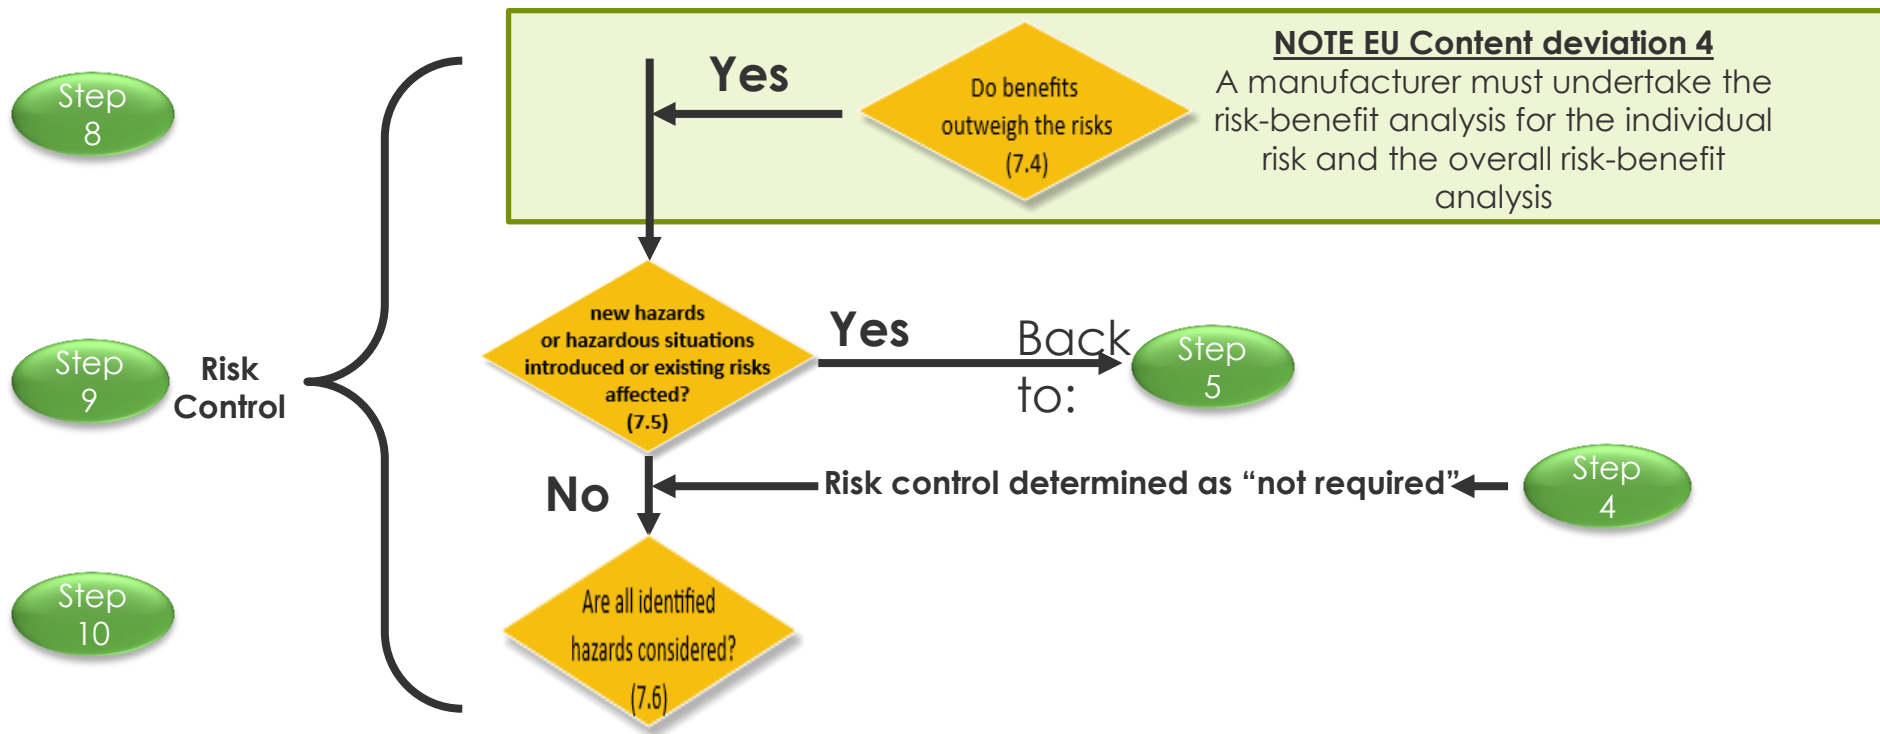 Step
8
Yes
Do benefits
outweigh the risks
(7.4)
NOTE EU Content deviation 4
A manufacturer must undertake the
risk-benefit analysis for the individual
risk and the overall risk-benefit
analysis
Step
9
Risk
Control
new hazards
or hazardous situations
introduced or existing risks
affected?
(7.5)
Yes
Back
to:
Step
5
No
Risk control determined as “not required”
Step
4
Step
10
Are all identified
hazards considered?
(7.6)